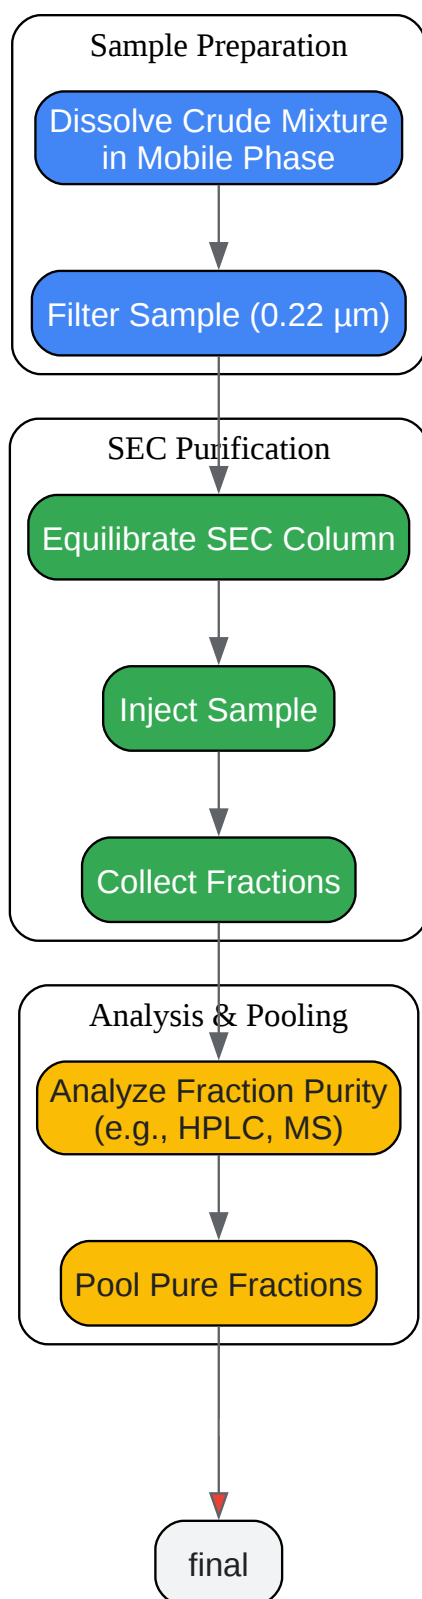 Sample Preparation
Dissolve Crude Mixture
in Mobile Phase
Filter Sample (0.22 µm)
SEC Purification
Equilibrate SEC Column
Inject Sample
Collect Fractions
Analysis & Pooling
Analyze Fraction Purity
(e.g., HPLC, MS)
Pool Pure Fractions
final